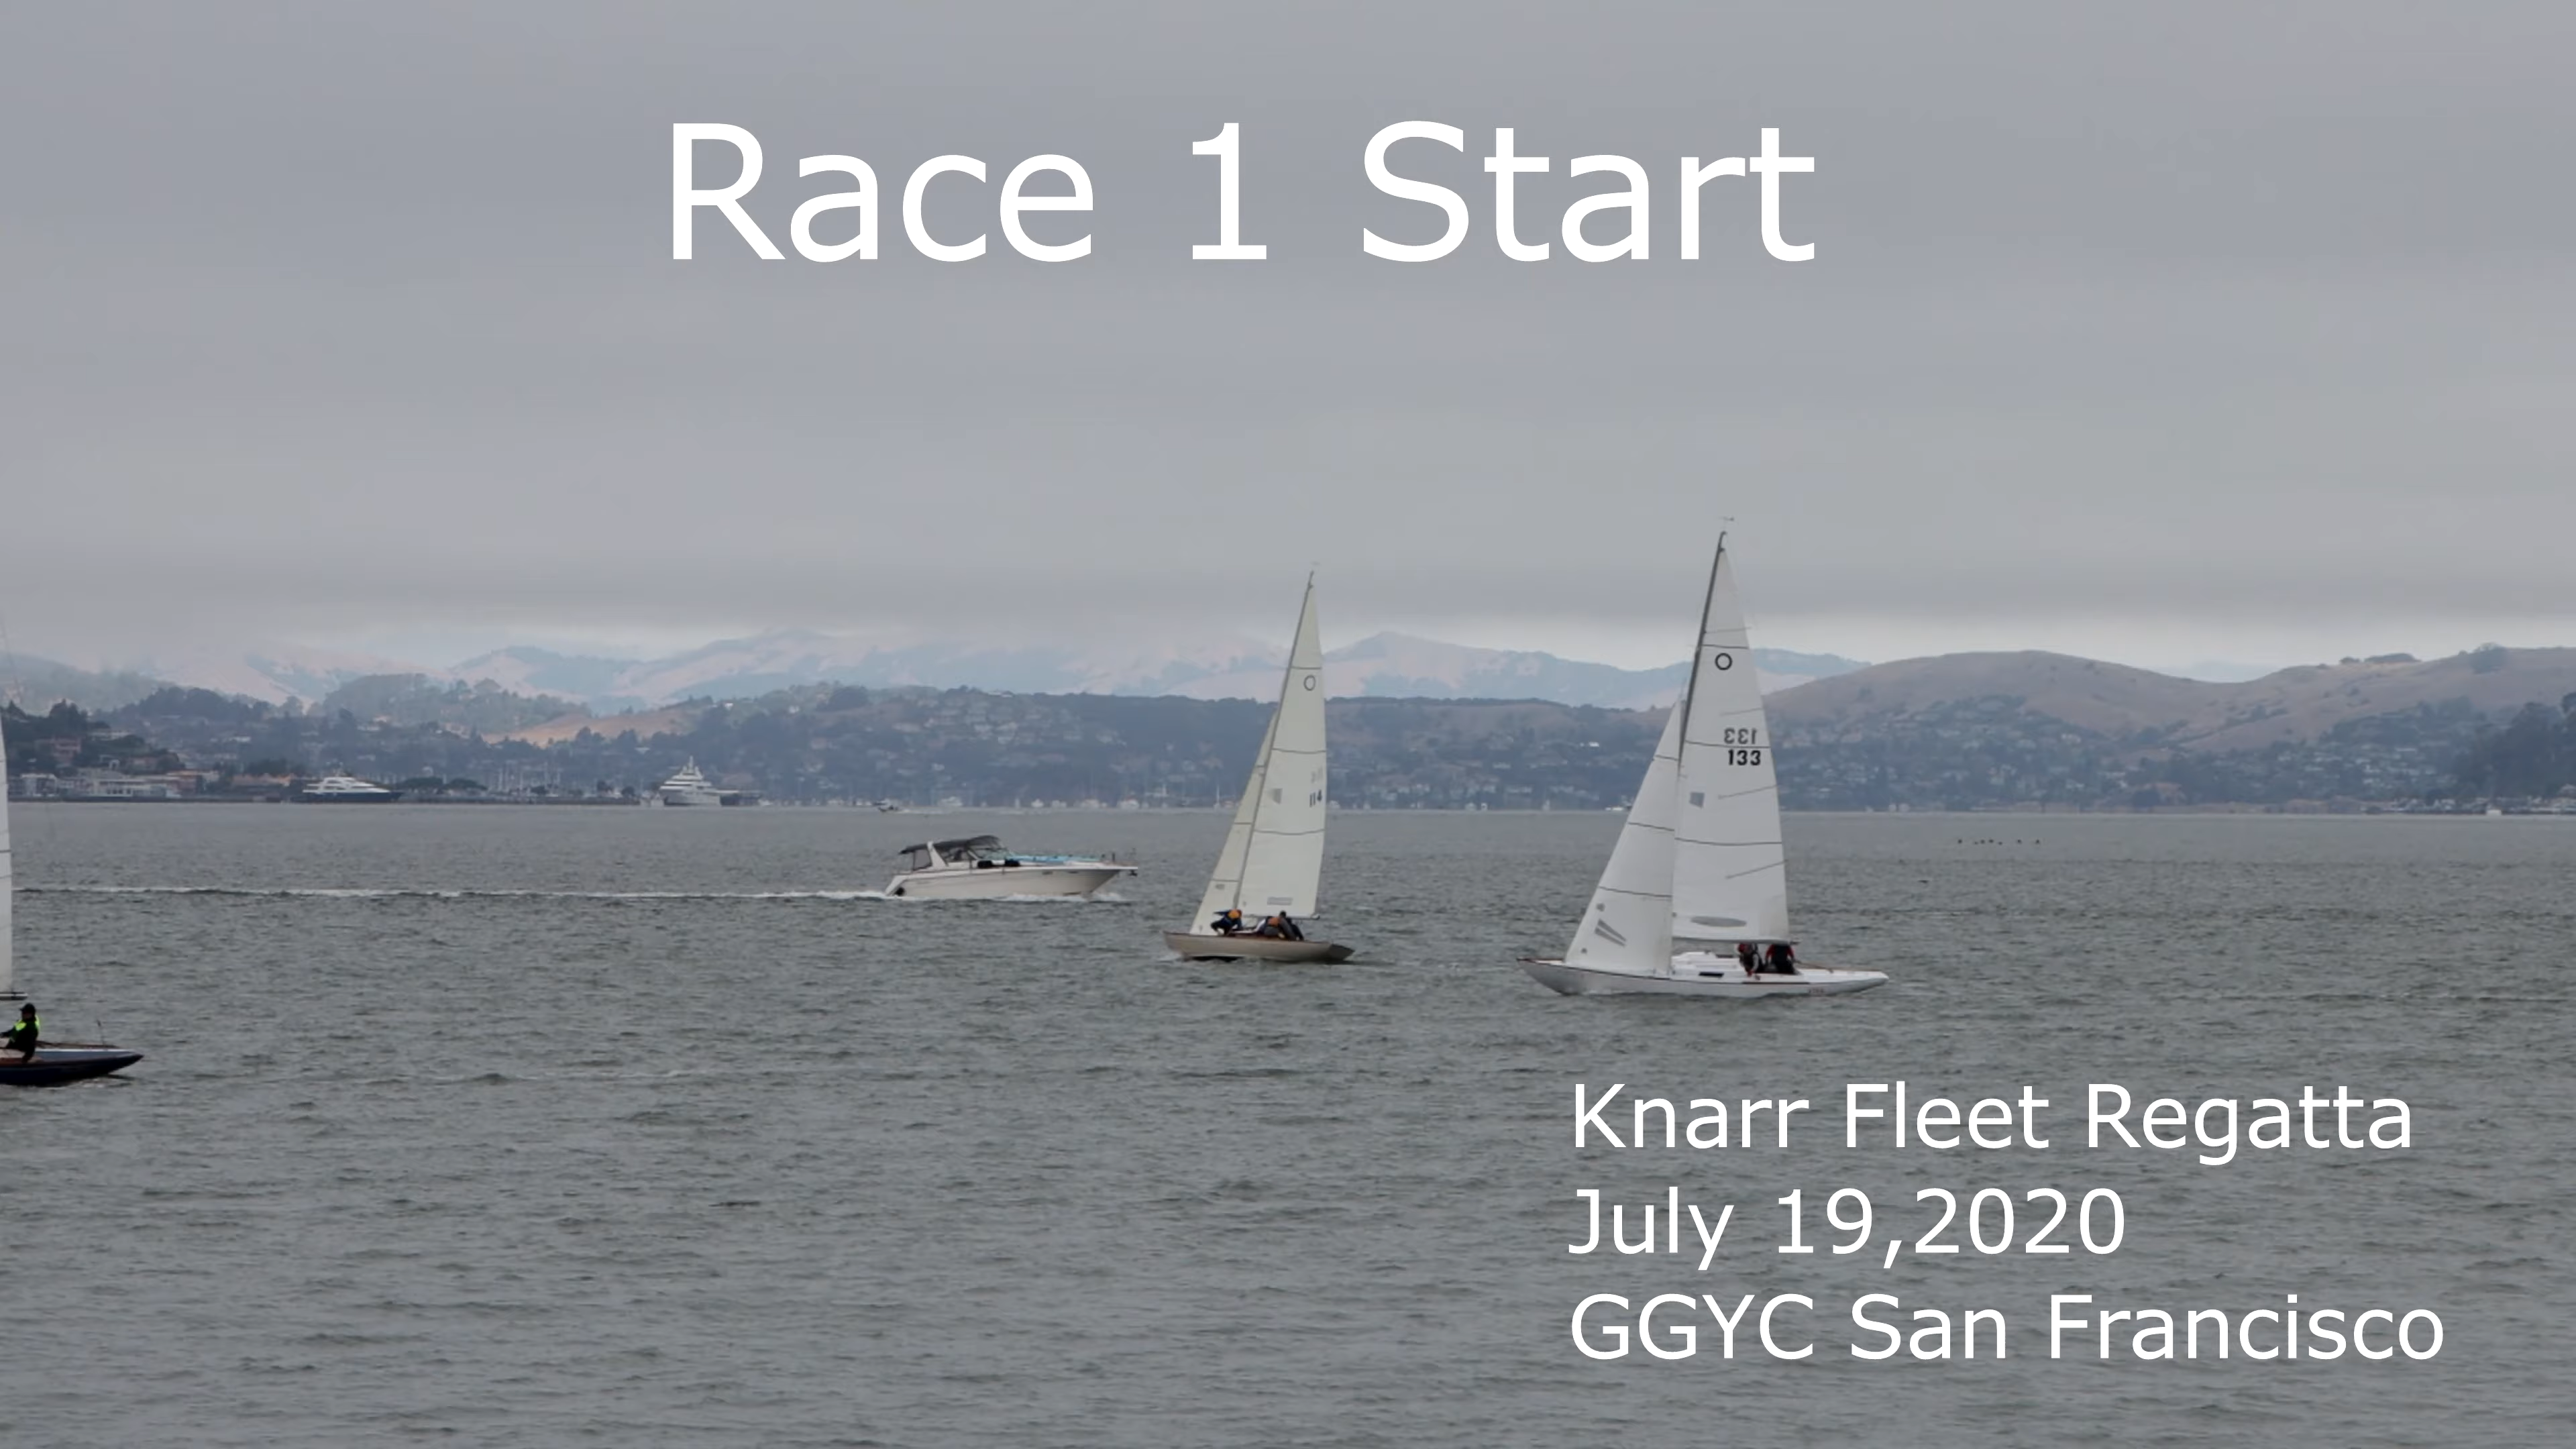 Race 1 Start
133
133
114
Knarr Fleet Regatta
July 19,2020
GGYC San Francisco